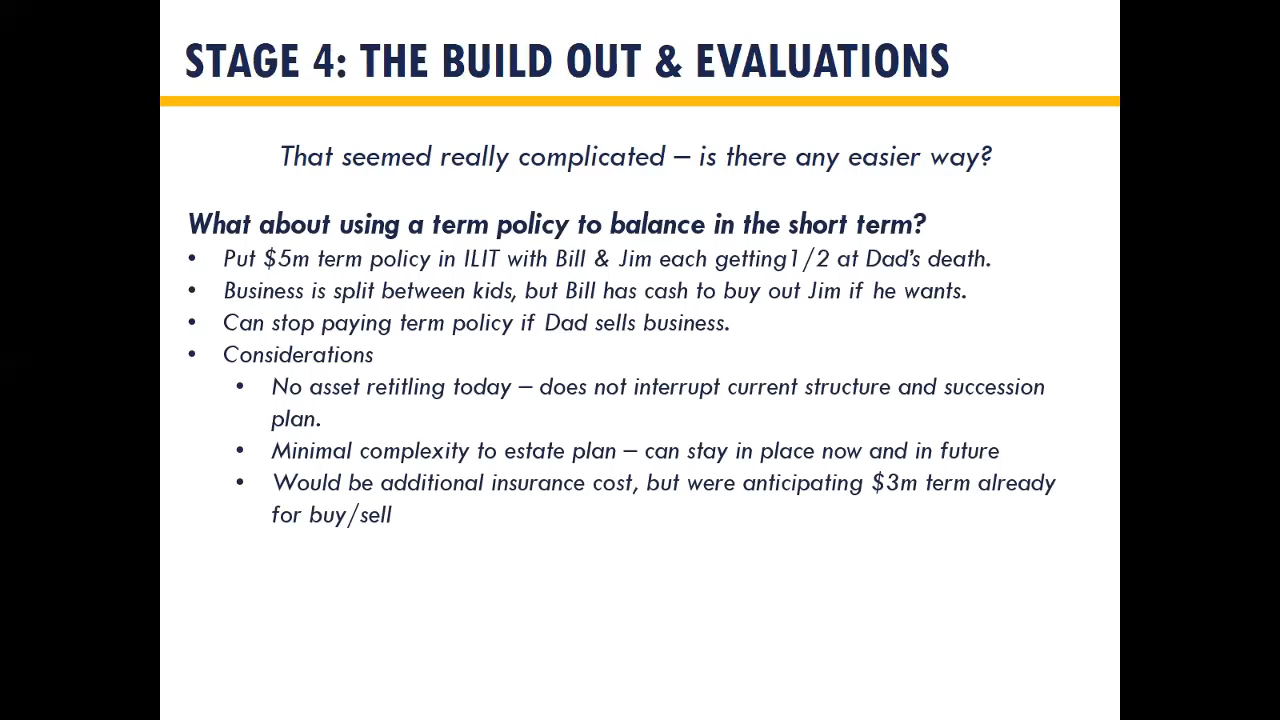 STAGE 4: THE BUILD OUT & EVALUATIONS
That seemed really complicated – is there any easier way?
What about using a term policy to balance in the short term?
• Put $5m term policy in ILIT with Bill & Jim each getting1/2 at Dad's death.
• Business is split between kids, but Bill has cash to buy out Jim if he wants.
• Can stop paying term policy if Dad sells business.
• Considerations
• No asset retitling today – does not interrupt current structure and succession
plan.
• Minimal complexity to estate plan – can stay in place now and in future
• Would be additional insurance cost, but were anticipating $3m term already
for buy/sell